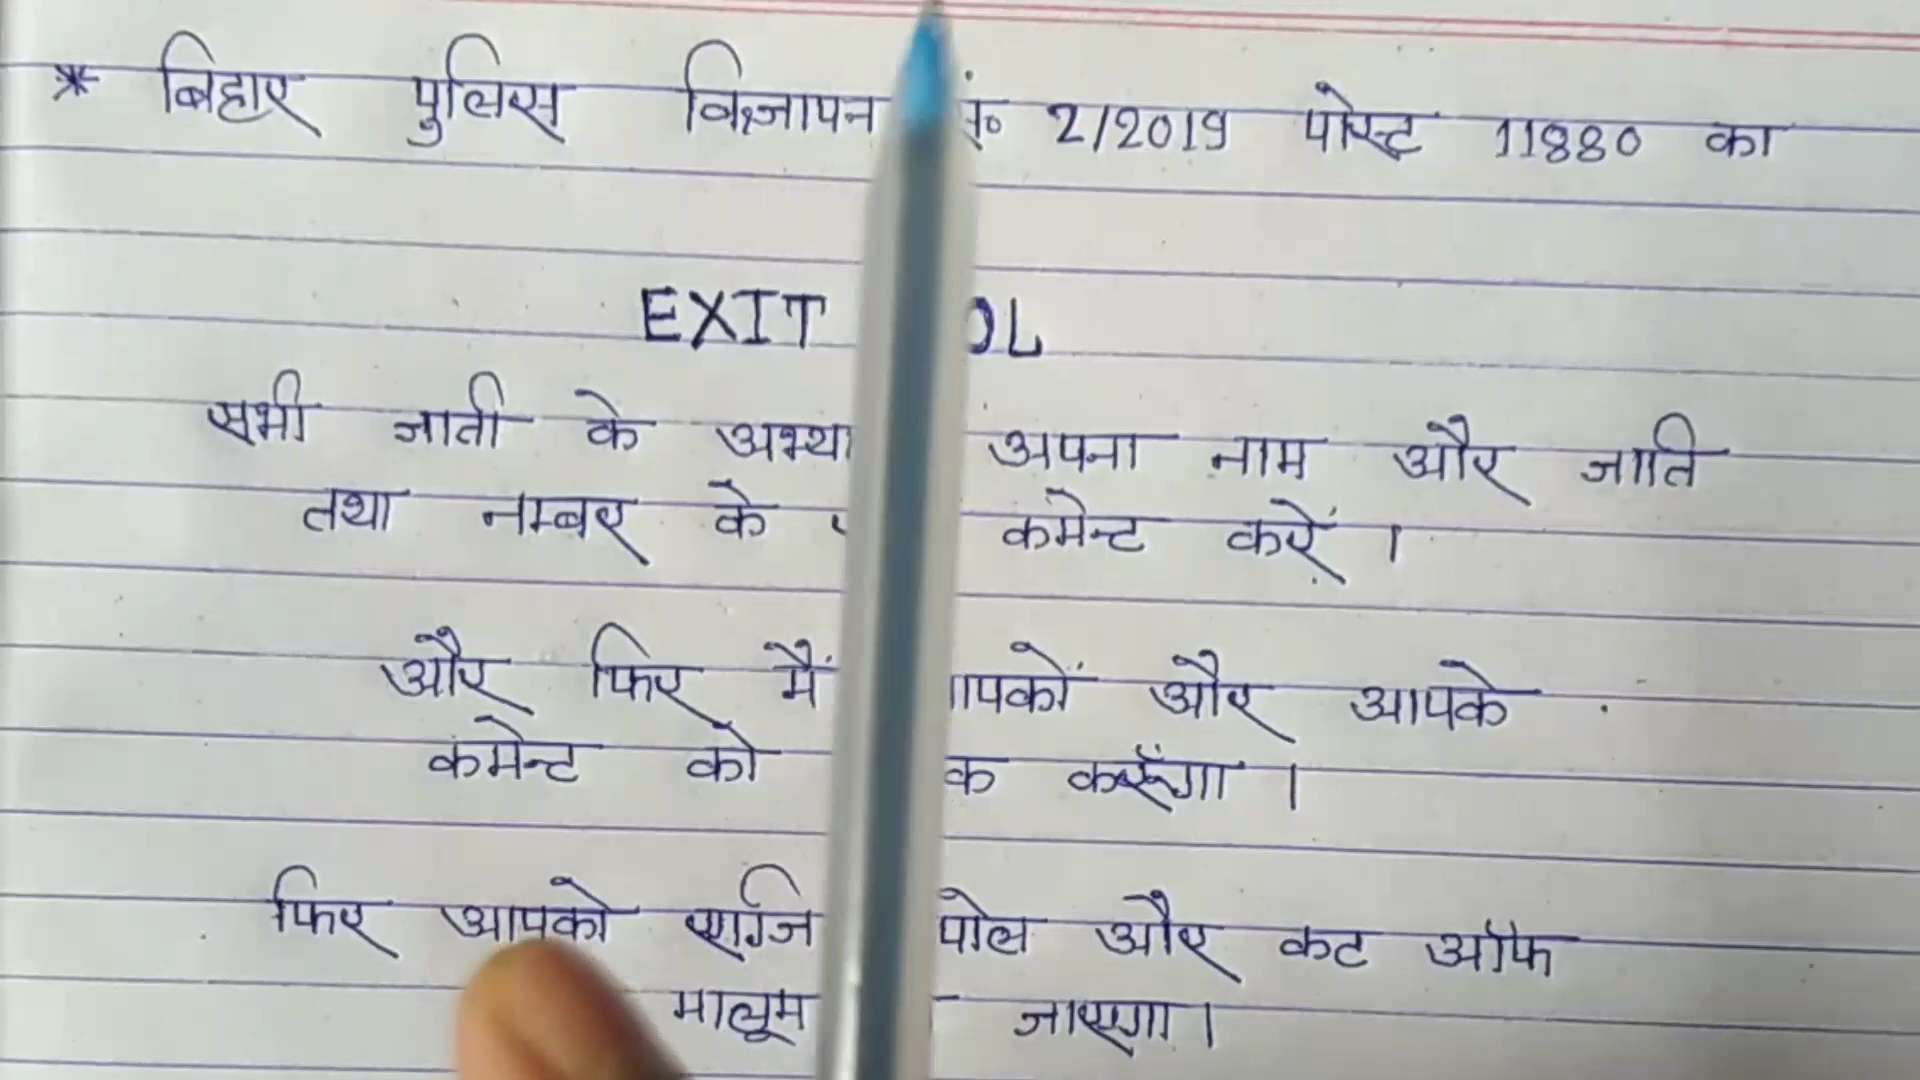 * बिहार पुलिस विज्ञापन 2/2019 पोस्ट 11880 का
EXIT
सभी जाती के अपना नाम और जाति
तथा नम्बर के कमेन्ट करें ।
और फिर मैं और आपके
कमेन्ट को करूँगा ।
फिर आपको पोल और कट ऑफ
मालूम जाएगा ।